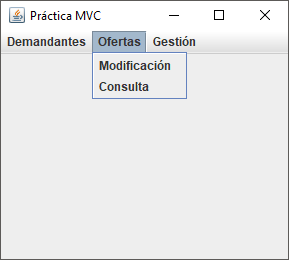 Práctica MVC
Demandantes Ofertas Gestión
Modificación
Consulta